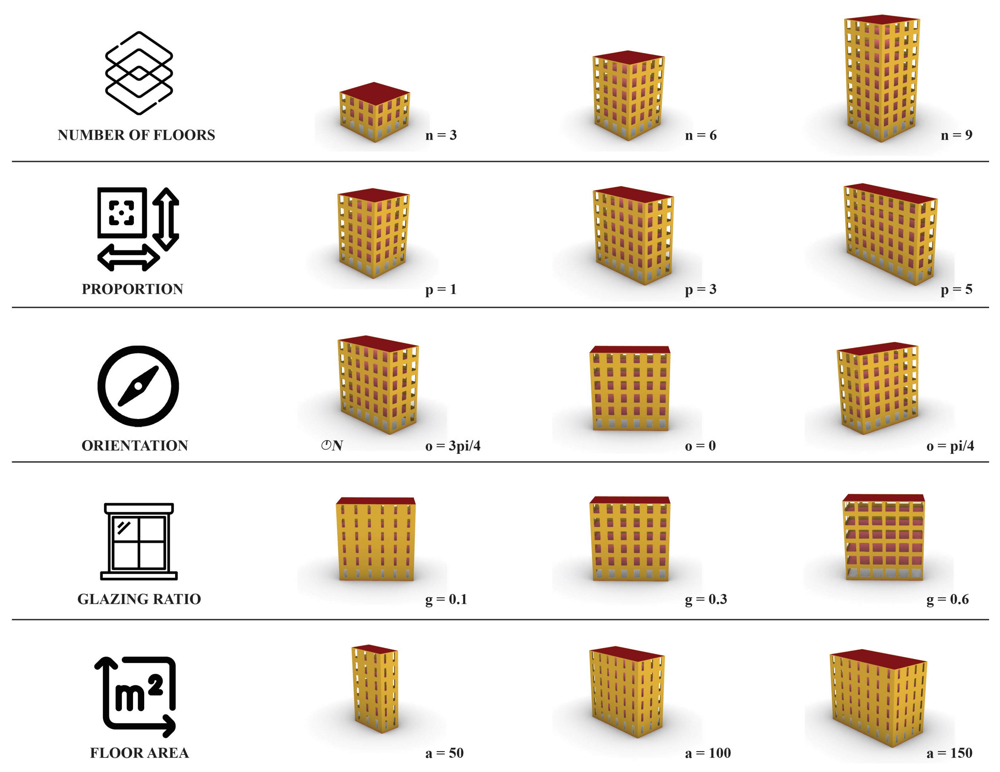 NUMBER OF FLOORS
n = 3
n = 6
n = 9
PROPORTION
p = 1
p = 3
p = 5
ORIENTATION
N
o = 3pi/4
o = 0
o = pi/4
GLAZING RATIO
g = 0.1
g = 0.3
g = 0.6
m²
FLOOR AREA
a = 50
a = 100
a = 150